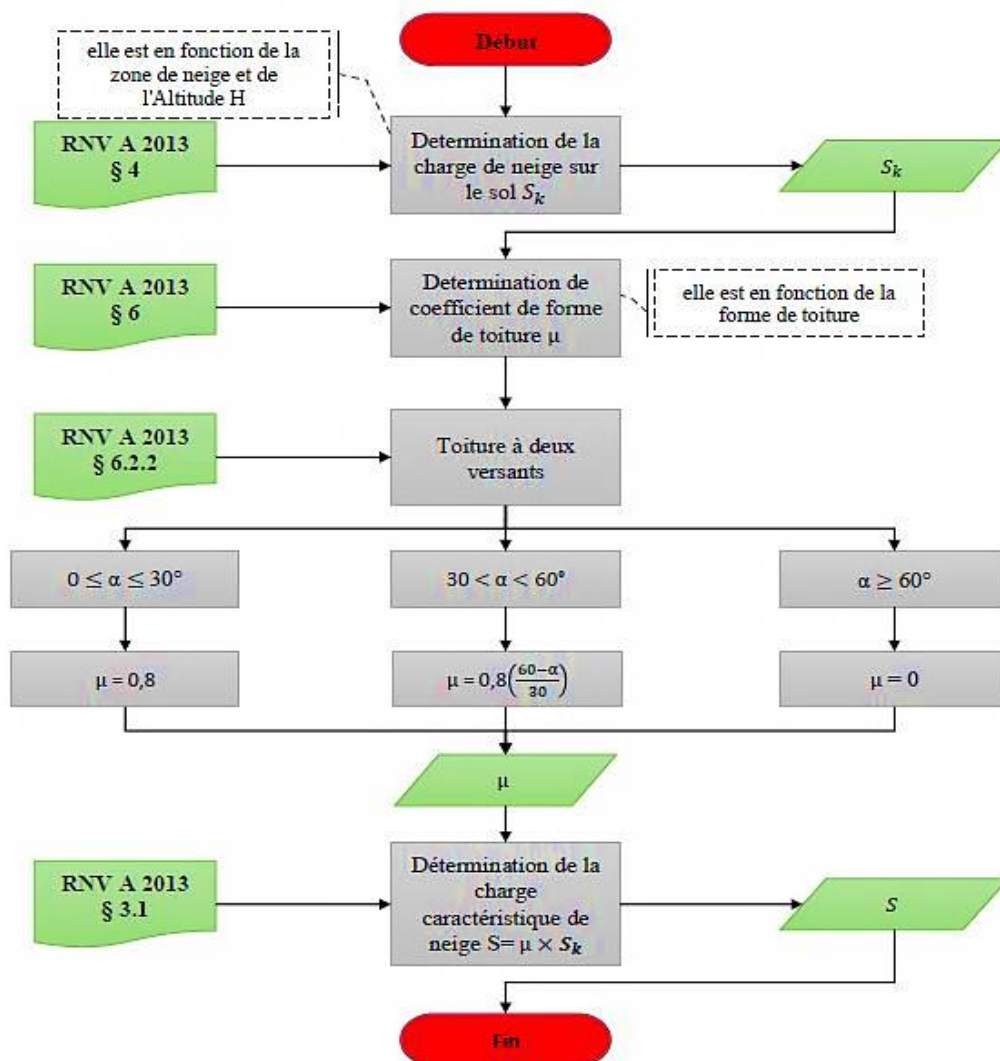 Début
elle est en fonction de la
zone de neige et de
l'Altitude H
RNV A 2013
§ 4
Determination de la
charge de neige sur
le sol Sₖ
Sₖ
RNV A 2013
§ 6
Determination de
coefficient de forme
de toiture µ
elle est en fonction de la
forme de toiture
RNV A 2013
§ 6.2.2
Toiture à deux
versants
0 ≤ α ≤ 30°
30 < α < 60°
α ≥ 60°
µ = 0,8
µ = 0,8(60−α/30)
µ = 0
µ
RNV A 2013
§ 3.1
Détermination de la
charge
caractéristique de
neige S= µ × Sₖ
S
Fin